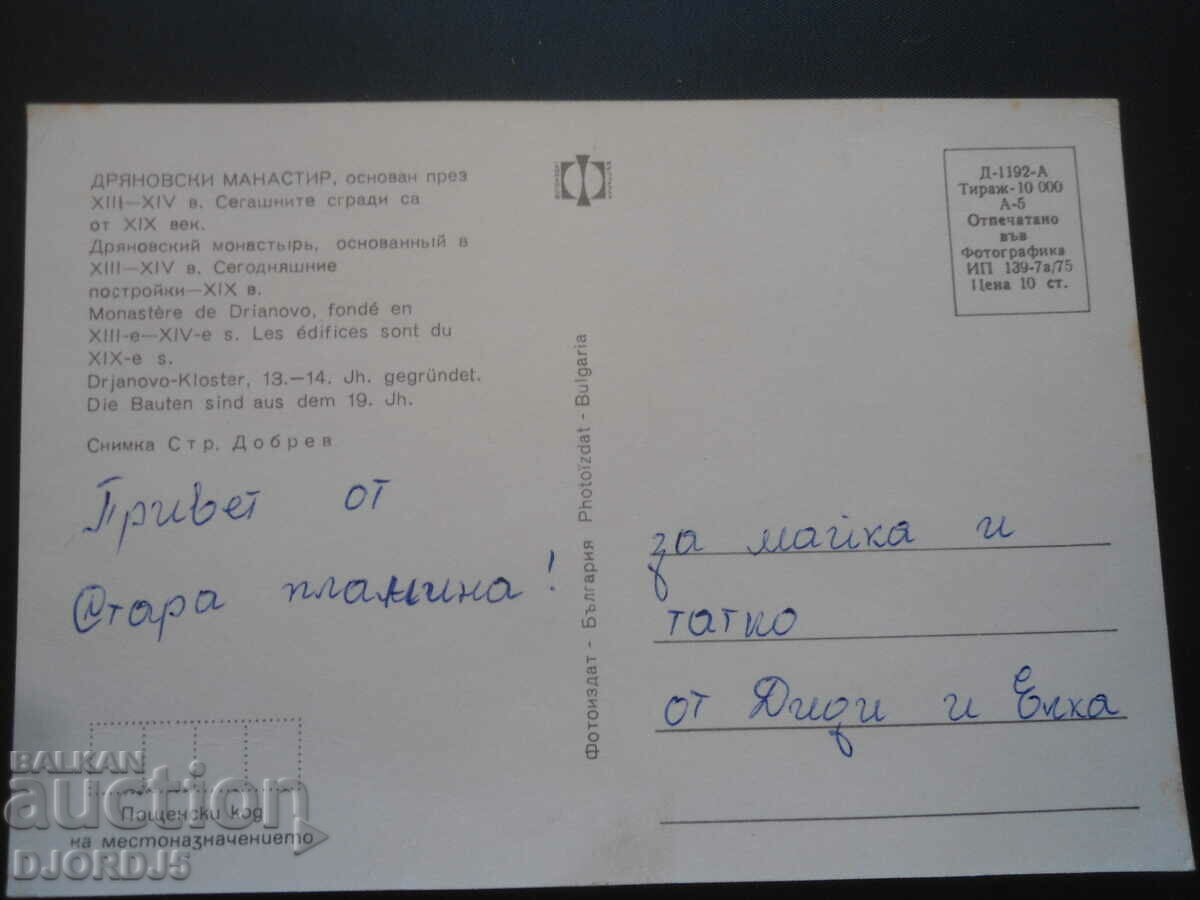 ДРЯНОВСКИ МАНАСТИР, основан през
XIII—XIV в. Сегашните сгради са
от XIX век.
Дряновский монастырь, основанный в
XIII—XIV в. Сегодняшние
постройки—XIX в.
Monastère de Drianovo, fondé en
XIII-e—XIV-e s. Les édifices sont du
XIX-e s.
Drjanovo-Kloster, 13.—14. Jh. gegründet.
Die Bauten sind aus dem 19. Jh.
Снимка Стр. Добрев
Привет от
Стара планина!
Пощенски код
на местоназначението
Фотоиздат - България Photoïzdat - Bulgaria
Д-1192-А
Тираж-10 000
А-5
Отпечатано
във
Фотографика
ИП 139-7а/75
Цена 10 ст.
за майка и
татко
от Диди и Елка
BALKAN
auction
DJORDJ5